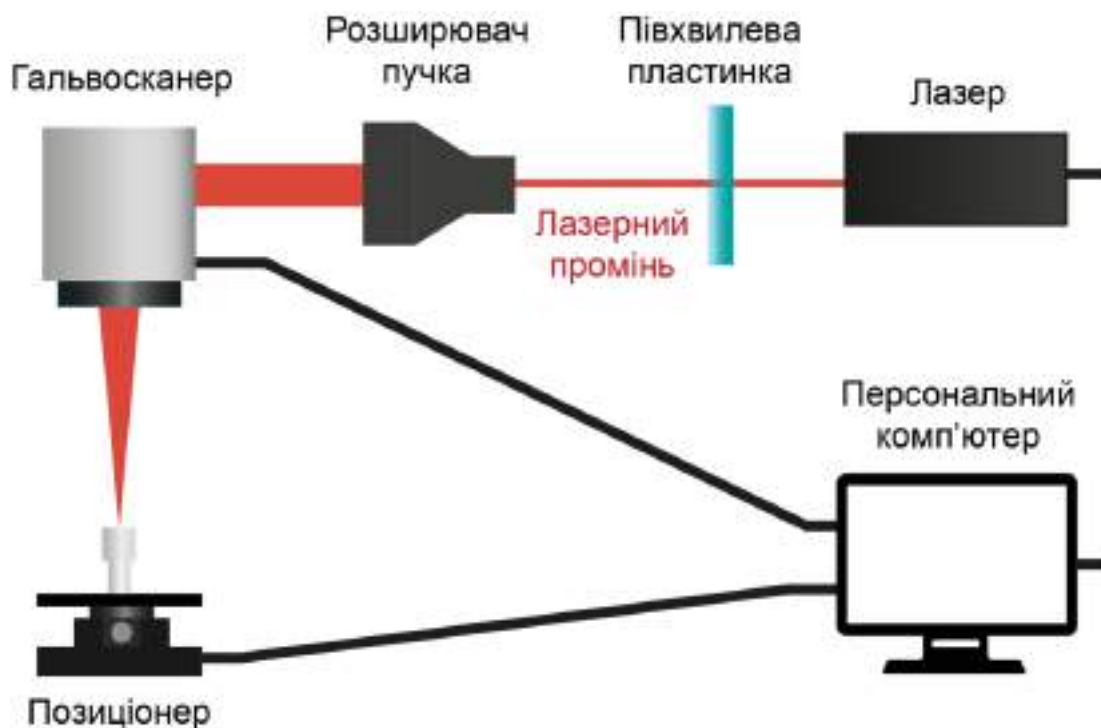 Гальвосканер
Розширювач
пучка
Півхвилева
пластинка
Лазер
Лазерний
промінь
Персональний
комп'ютер
Позиціонер